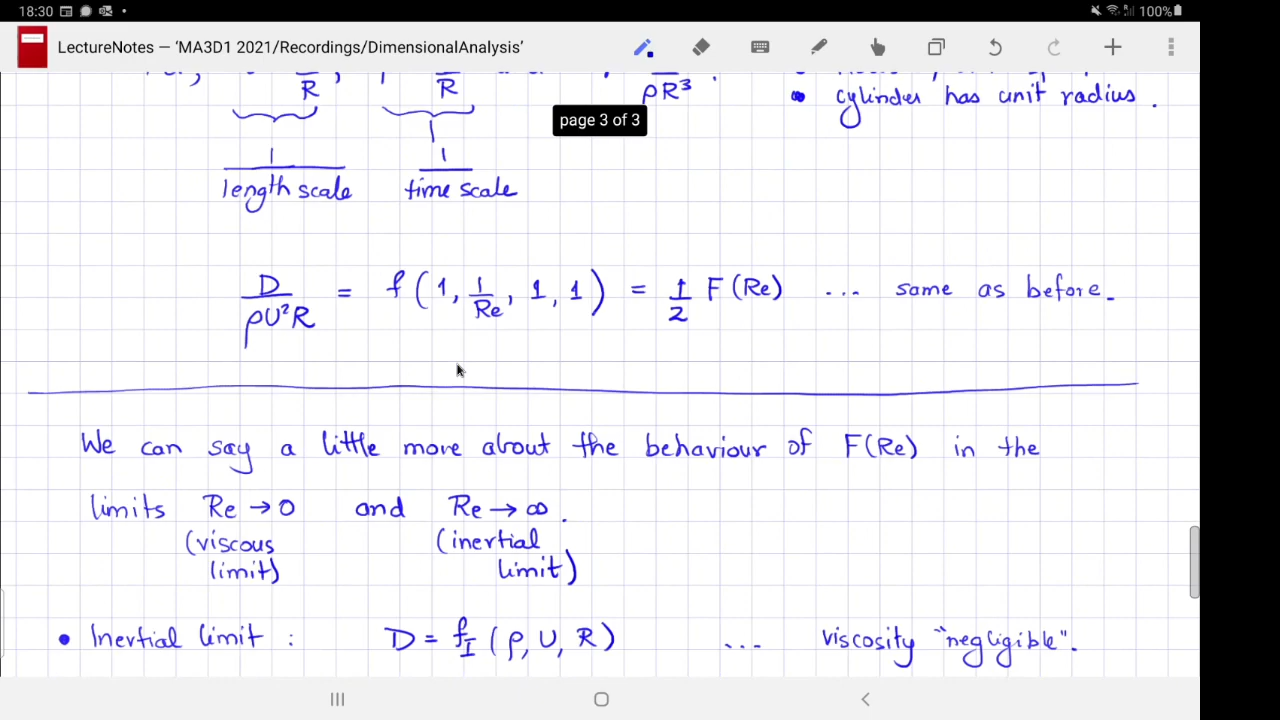 18:30 100%
LectureNotes — ‘MA3D1 2021/Recordings/DimensionalAnalysis’
R R ρR³ cylinder has unit radius.
page 3 of 3
1 1
length scale time scale
D/ρU²R = f(1, 1/Re, 1, 1) = 1/2 F(Re) ... same as before.
We can say a little more about the behaviour of F(Re) in the
limits Re → 0 and Re → ∞.
(viscous (inertial
limit) limit)
• Inertial limit : D = f_I (ρ, U, R) ... viscosity "negligible".